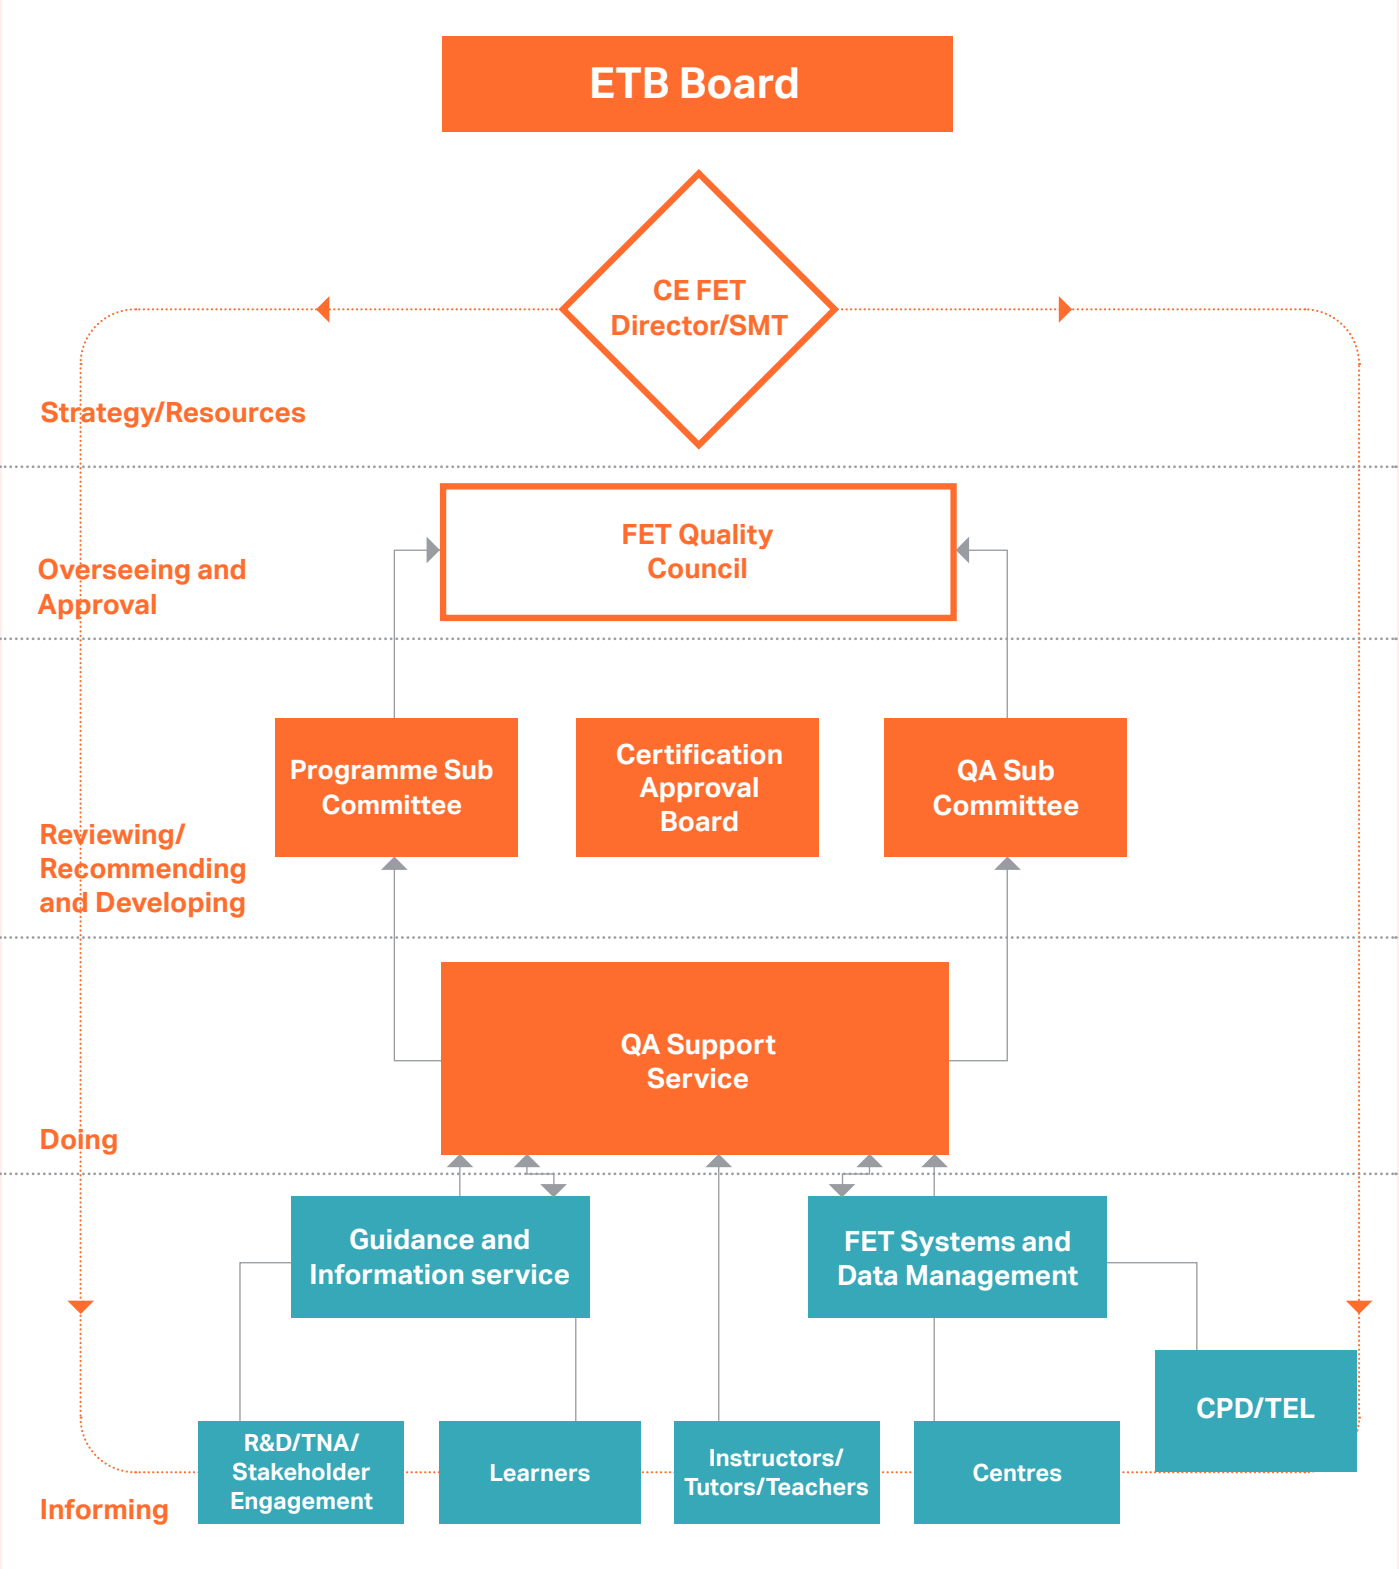 ETB Board
CE FET
Director/SMT
Strategy/Resources
FET Quality
Council
Overseeing and
Approval
Programme Sub
Committee
Certification
Approval
Board
QA Sub
Committee
Reviewing/
Recommending
and Developing
QA Support
Service
Doing
Guidance and
Information service
FET Systems and
Data Management
CPD/TEL
R&D/TNA/
Stakeholder
Engagement
Learners
Instructors/
Tutors/Teachers
Centres
Informing